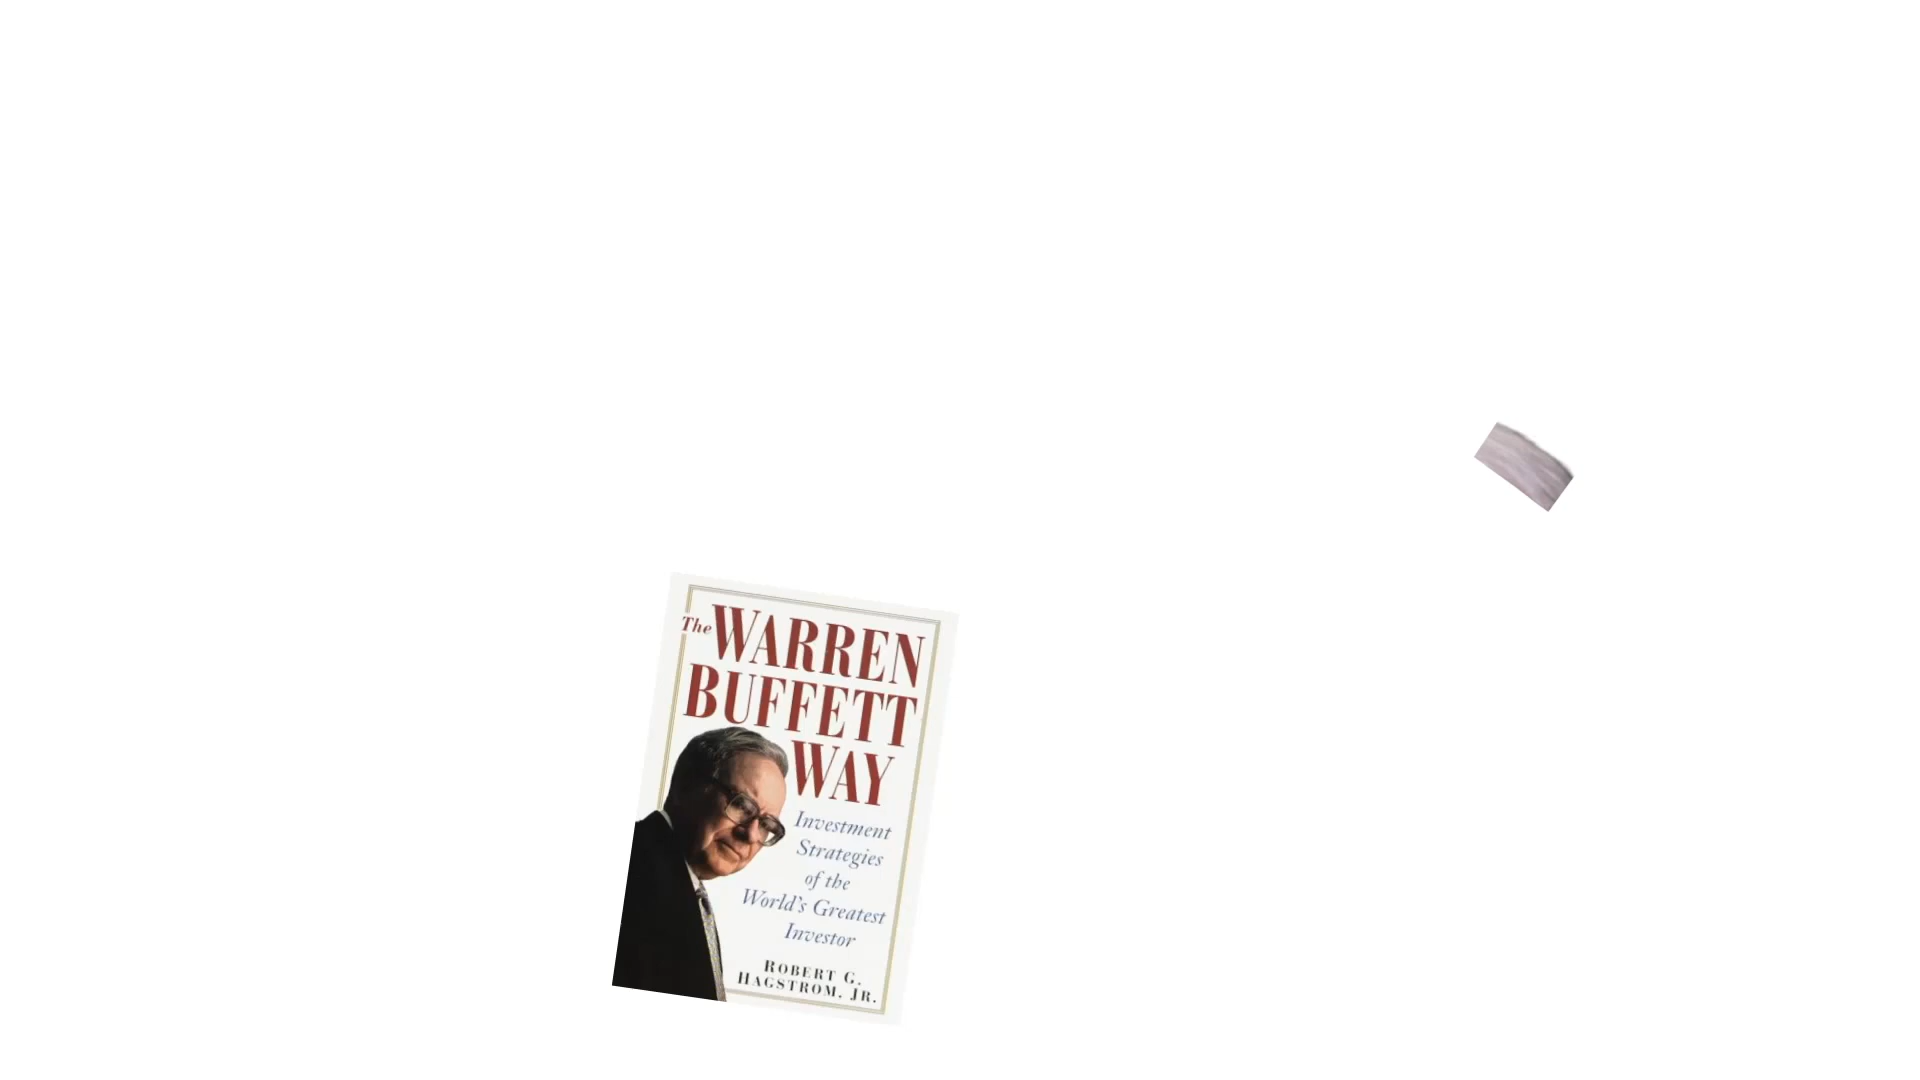 The WARREN
BUFFETT
WAY
Investment
Strategies
of the
World's Greatest
Investor
ROBERT G.
HAGSTROM, JR.